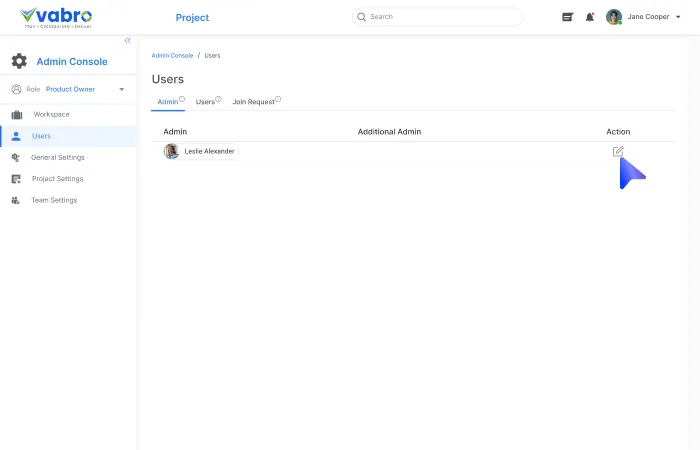 vabro
Plan • Collaborate • Deliver
Project
Search
Jane Cooper
Admin Console
Role Product Owner
Workspace
Users
General Settings
Project Settings
Team Settings
Admin Console / Users
Users
Admin Users Join Request
Admin Additional Admin Action
Leslie Alexander